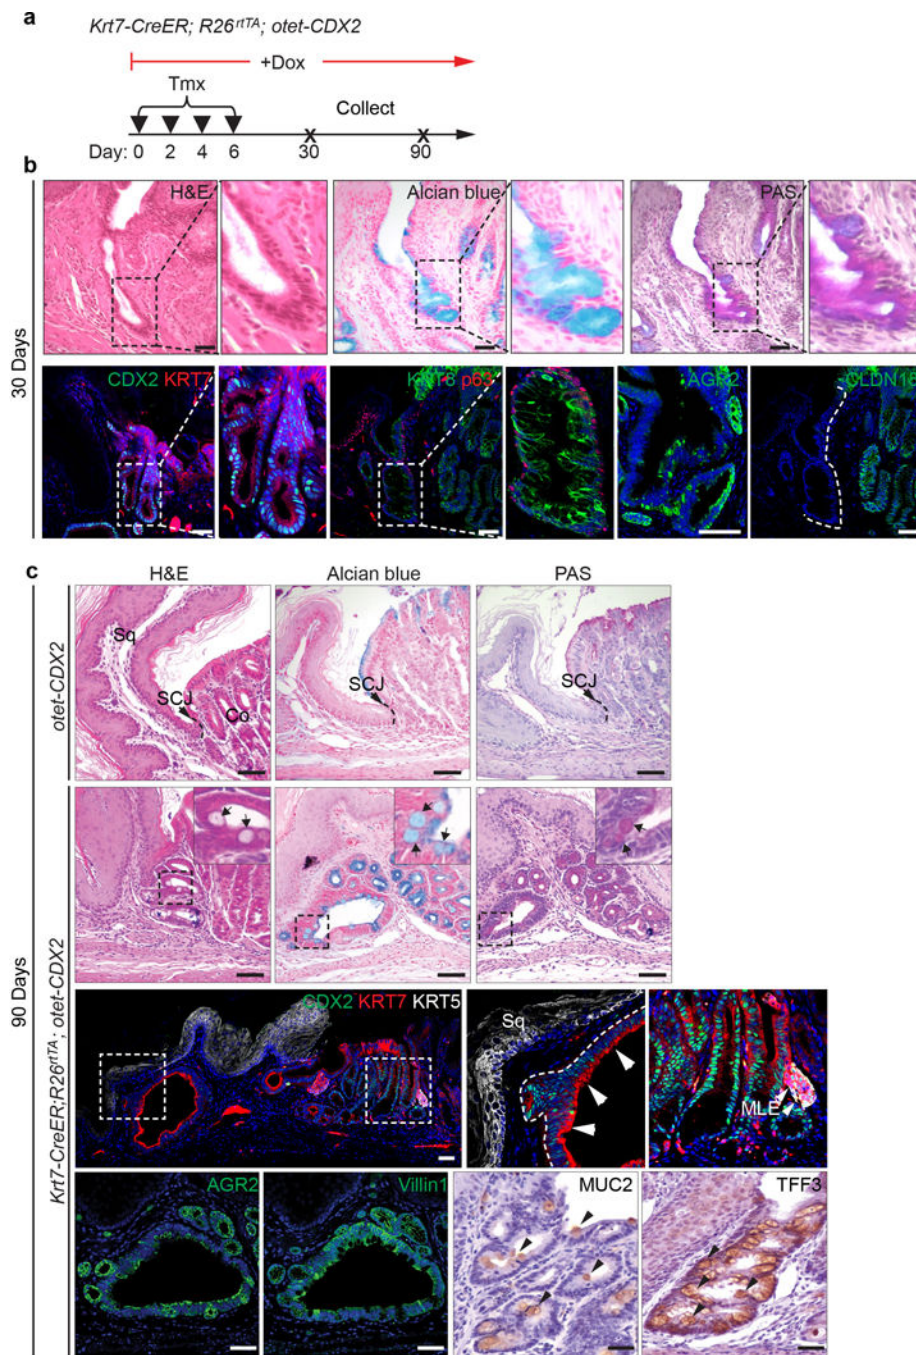 a
Krt7-CreER; R26rtTA; otet-CDX2
+Dox
Tmx
Collect
Day: 0 2 4 6 30 90
b
H&E Alcian blue PAS
30 Days
CDX2 KRT7 KRT8 p63 AGR2 CLDN18
c
H&E Alcian blue PAS
otet-CDX2
Sq
SCJ
Co
SCJ
SCJ
90 Days
Krt7-CreER;R26rtTA; otet-CDX2
CDX2 KRT7 KRT5
Sq
MLE
AGR2 Villin1 MUC2 TFF3